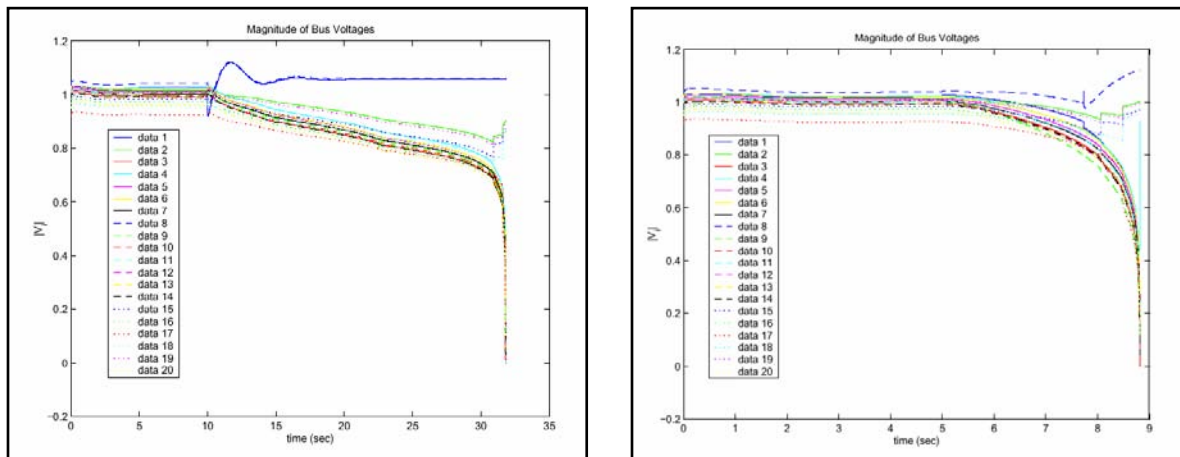 Magnitude of Bus Voltages
1.2
1
0.8
0.6
0.4
0.2
0
−0.2
|Vi|
data 1
data 2
data 3
data 4
data 5
data 6
data 7
data 8
data 9
data 10
data 11
data 12
data 13
data 14
data 15
data 16
data 17
data 18
data 19
data 20
0 5 10 15 20 25 30 35
time (sec)
Magnitude of Bus Voltages
1.2
1
0.8
0.6
0.4
0.2
0
−0.2
|Vi|
data 1
data 2
data 3
data 4
data 5
data 6
data 7
data 8
data 9
data 10
data 11
data 12
data 13
data 14
data 15
data 16
data 17
data 18
data 19
data 20
0 1 2 3 4 5 6 7 8 9
time (sec)